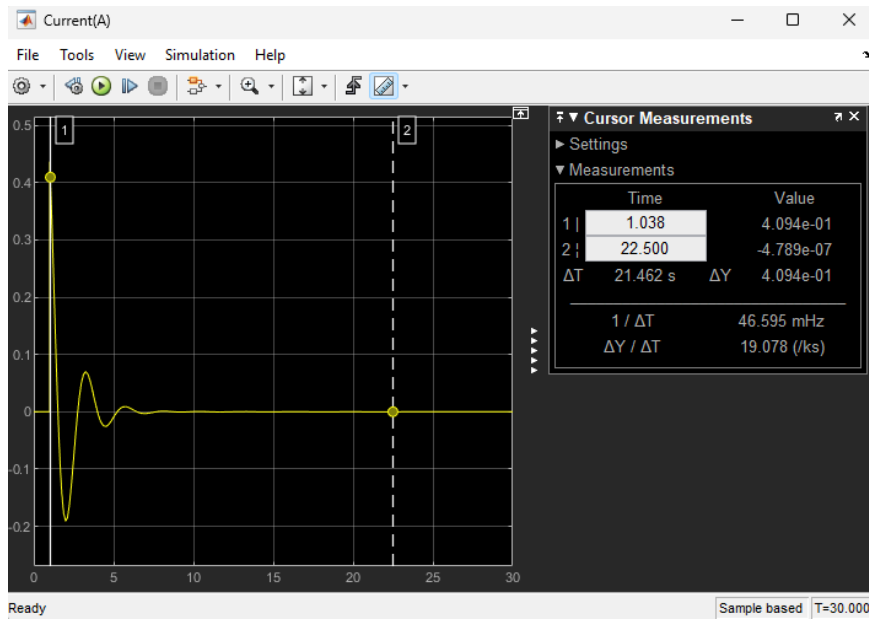 Current(A)
File Tools View Simulation Help
0.5
0.4
0.3
0.2
0.1
0
-0.1
-0.2
0 5 10 15 20 25 30
1
2
Cursor Measurements
Settings
Measurements
Time Value
1 | 1.038 4.094e-01
2 ¦ 22.500 -4.789e-07
ΔT 21.462 s ΔY 4.094e-01
1 / ΔT 46.595 mHz
ΔY / ΔT 19.078 (/ks)
Ready Sample based T=30.000